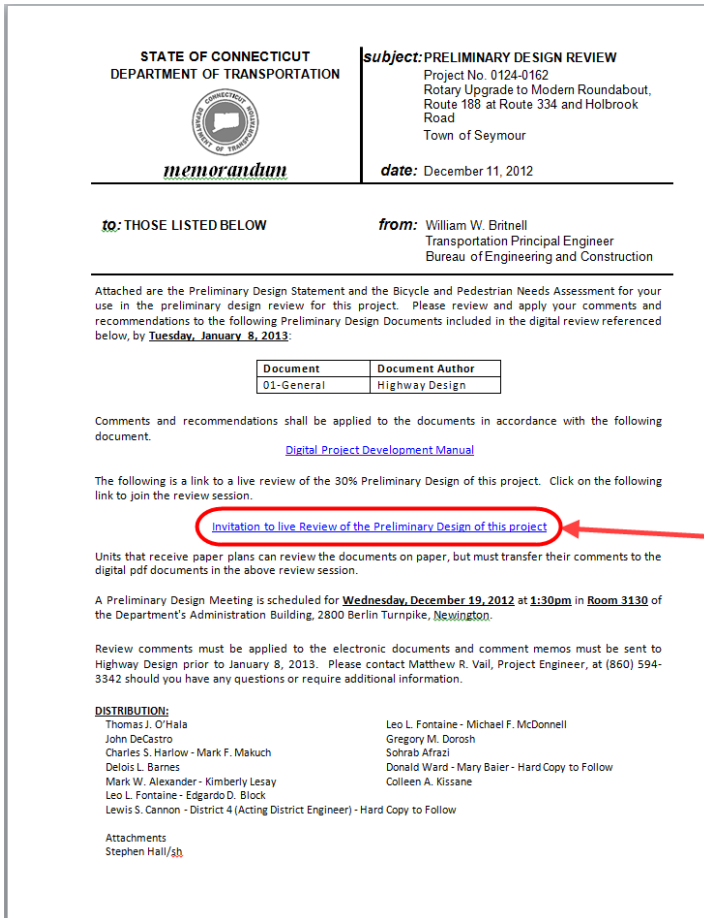 STATE OF CONNECTICUT
DEPARTMENT OF TRANSPORTATION
CONNECTICUT
DEPARTMENT OF TRANSPORTATION
memorandum
subject: PRELIMINARY DESIGN REVIEW
Project No. 0124-0162
Rotary Upgrade to Modern Roundabout,
Route 188 at Route 334 and Holbrook
Road
Town of Seymour
date: December 11, 2012
to: THOSE LISTED BELOW
from: William W. Britnell
Transportation Principal Engineer
Bureau of Engineering and Construction
Attached are the Preliminary Design Statement and the Bicycle and Pedestrian Needs Assessment for your
use in the preliminary design review for this project. Please review and apply your comments and
recommendations to the following Preliminary Design Documents included in the digital review referenced
below, by Tuesday, January 8, 2013:
Document Document Author
01-General Highway Design
Comments and recommendations shall be applied to the documents in accordance with the following
document.
Digital Project Development Manual
The following is a link to a live review of the 30% Preliminary Design of this project. Click on the following
link to join the review session.
Invitation to live Review of the Preliminary Design of this project
Units that receive paper plans can review the documents on paper, but must transfer their comments to the
digital pdf documents in the above review session.
A Preliminary Design Meeting is scheduled for Wednesday, December 19, 2012 at 1:30pm in Room 3130 of
the Department's Administration Building, 2800 Berlin Turnpike, Newington.
Review comments must be applied to the electronic documents and comment memos must be sent to
Highway Design prior to January 8, 2013. Please contact Matthew R. Vail, Project Engineer, at (860) 594-
3342 should you have any questions or require additional information.
DISTRIBUTION:
Thomas J. O'Hala
John DeCastro
Charles S. Harlow - Mark F. Makuch
Delois L. Barnes
Mark W. Alexander - Kimberly Lesay
Leo L. Fontaine - Edgardo D. Block
Lewis S. Cannon - District 4 (Acting District Engineer) - Hard Copy to Follow
Leo L. Fontaine - Michael F. McDonnell
Gregory M. Dorosh
Sohrab Afrazi
Donald Ward - Mary Baier - Hard Copy to Follow
Colleen A. Kissane
Attachments
Stephen Hall/sh